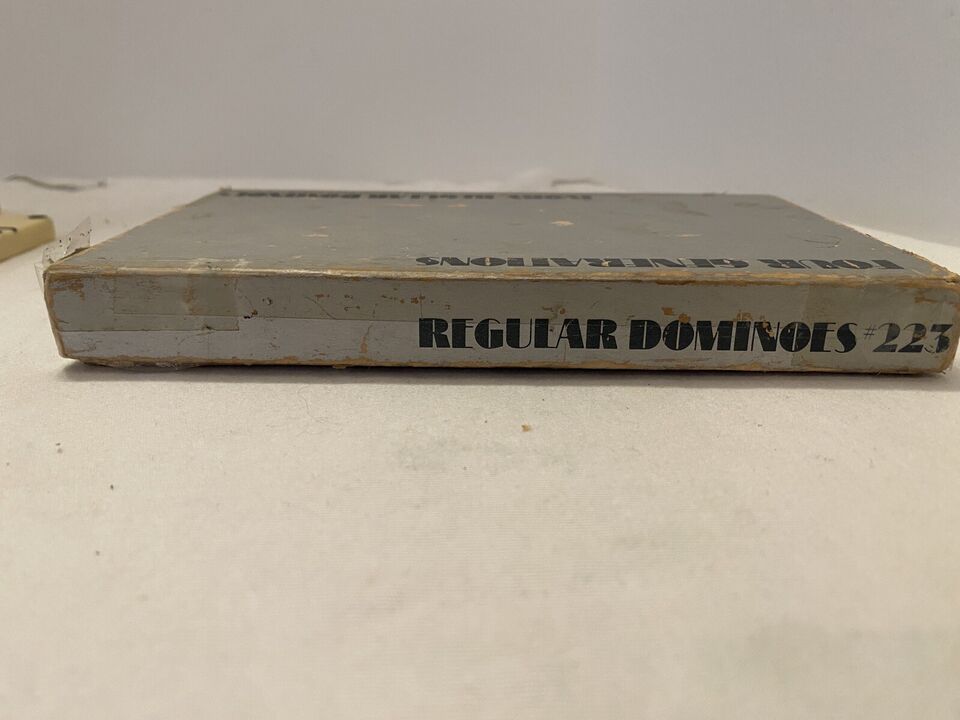 FOUR GENERATIONS
REGULAR DOMINOES #223